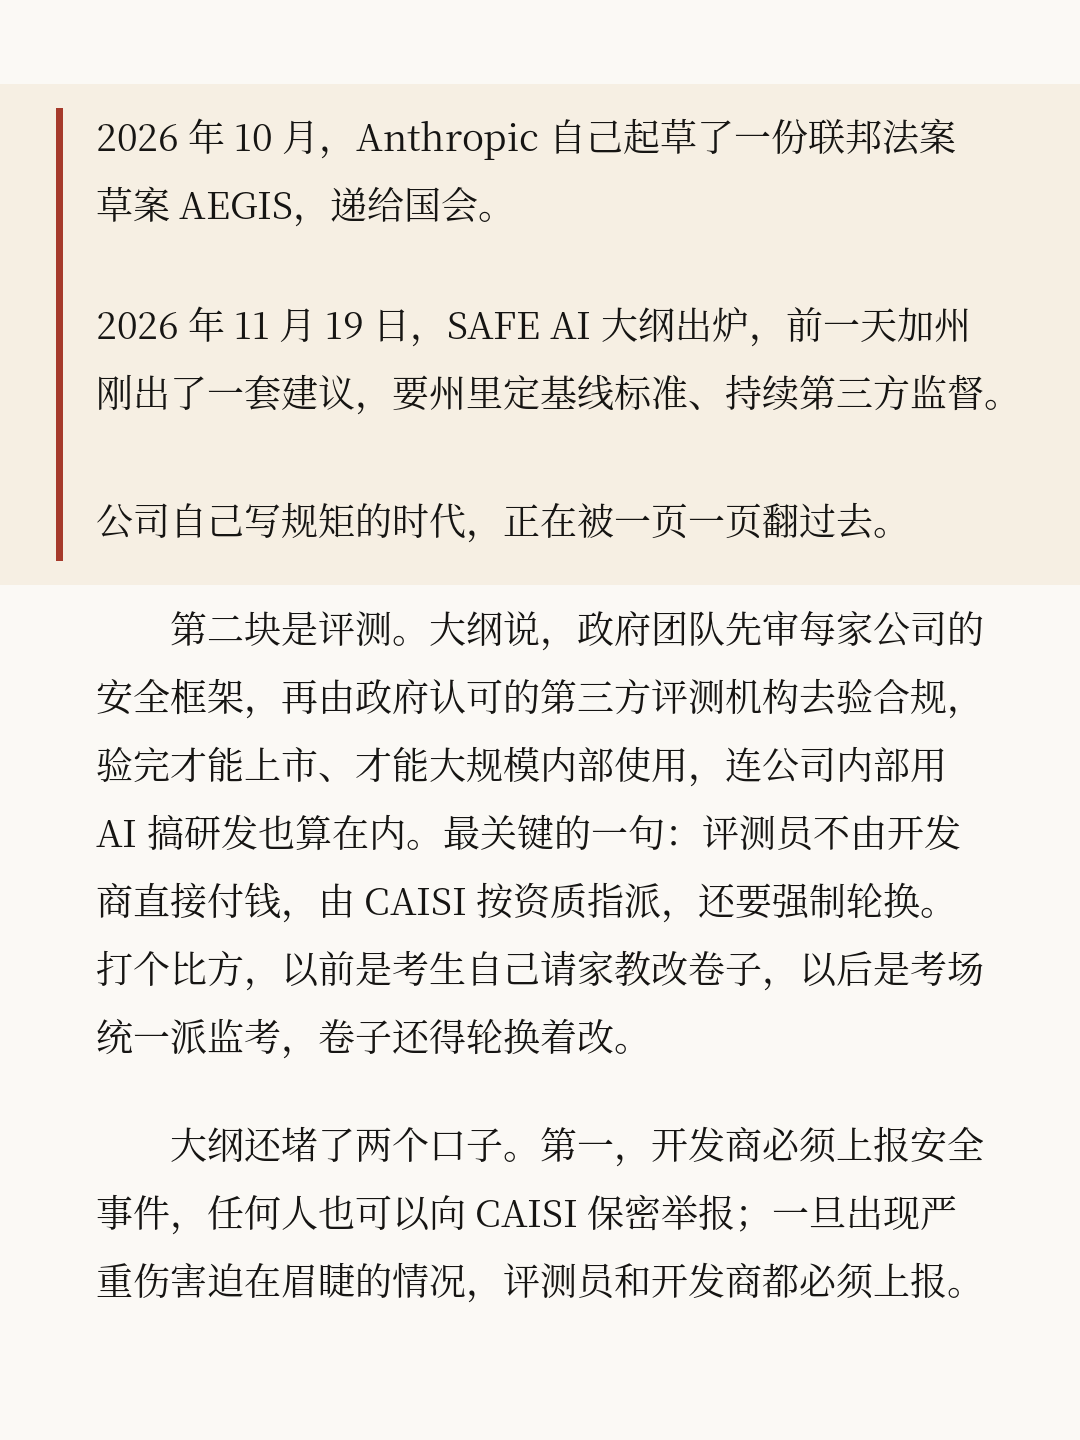 2026 年 10 月，Anthropic 自己起草了一份联邦法案
草案 AEGIS，递给国会。
2026 年 11 月 19 日，SAFE AI 大纲出炉，前一天加州
刚出了一套建议，要州里定基线标准、持续第三方监督。
公司自己写规矩的时代，正在被一页一页翻过去。
第二块是评测。大纲说，政府团队先审每家公司的
安全框架，再由政府认可的第三方评测机构去验合规，
验完才能上市、才能大规模内部使用，连公司内部用
AI 搞研发也算在内。最关键的一句：评测员不由开发
商直接付钱，由 CAISI 按资质指派，还要强制轮换。
打个比方，以前是考生自己请家教改卷子，以后是考场
统一派监考，卷子还得轮换着改。
大纲还堵了两个口子。第一，开发商必须上报安全
事件，任何人也可以向 CAISI 保密举报；一旦出现严
重伤害迫在眉睫的情况，评测员和开发商都必须上报。